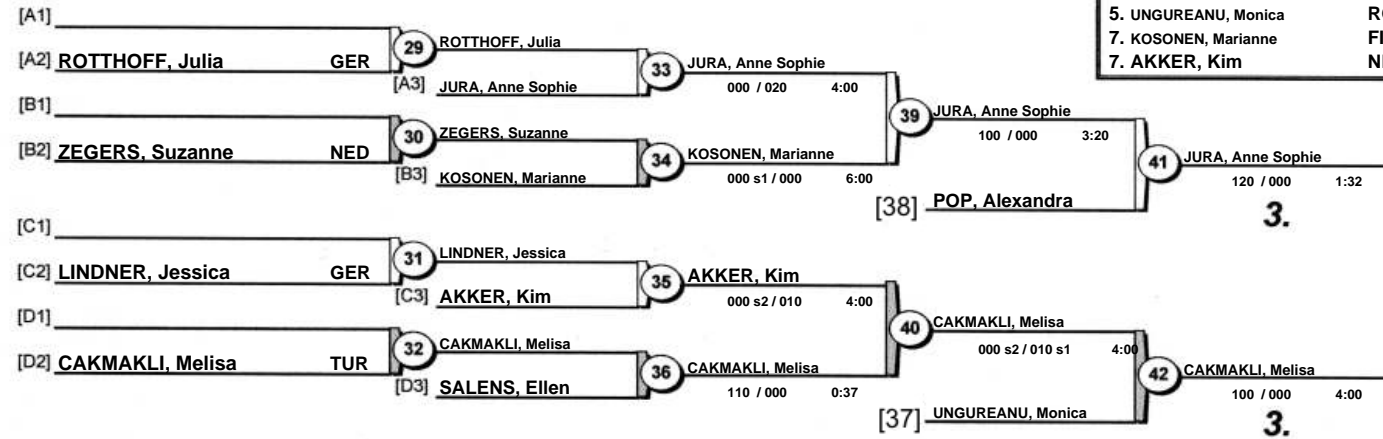 5. UNGUREANU, Monica
7. KOSONEN, Marianne
7. AKKER, Kim
[A1]
[A2] ROTTHOFF, Julia GER
29
ROTTHOFF, Julia
[A3] JURA, Anne Sophie
33
JURA, Anne Sophie
000 / 020 4:00
[B1]
[B2] ZEGERS, Suzanne NED
30
ZEGERS, Suzanne
[B3] KOSONEN, Marianne
34
KOSONEN, Marianne
000 s1 / 000 6:00
39
JURA, Anne Sophie
100 / 000 3:20
[38] POP, Alexandra
41
JURA, Anne Sophie
120 / 000 1:32
3.
[C1]
[C2] LINDNER, Jessica GER
31
LINDNER, Jessica
[C3] AKKER, Kim
35
AKKER, Kim
000 s2 / 010 4:00
[D1]
[D2] CAKMAKLI, Melisa TUR
32
CAKMAKLI, Melisa
[D3] SALENS, Ellen
36
CAKMAKLI, Melisa
110 / 000 0:37
40
CAKMAKLI, Melisa
000 s2 / 010 s1 4:00
[37] UNGUREANU, Monica
42
CAKMAKLI, Melisa
100 / 000 4:00
3.